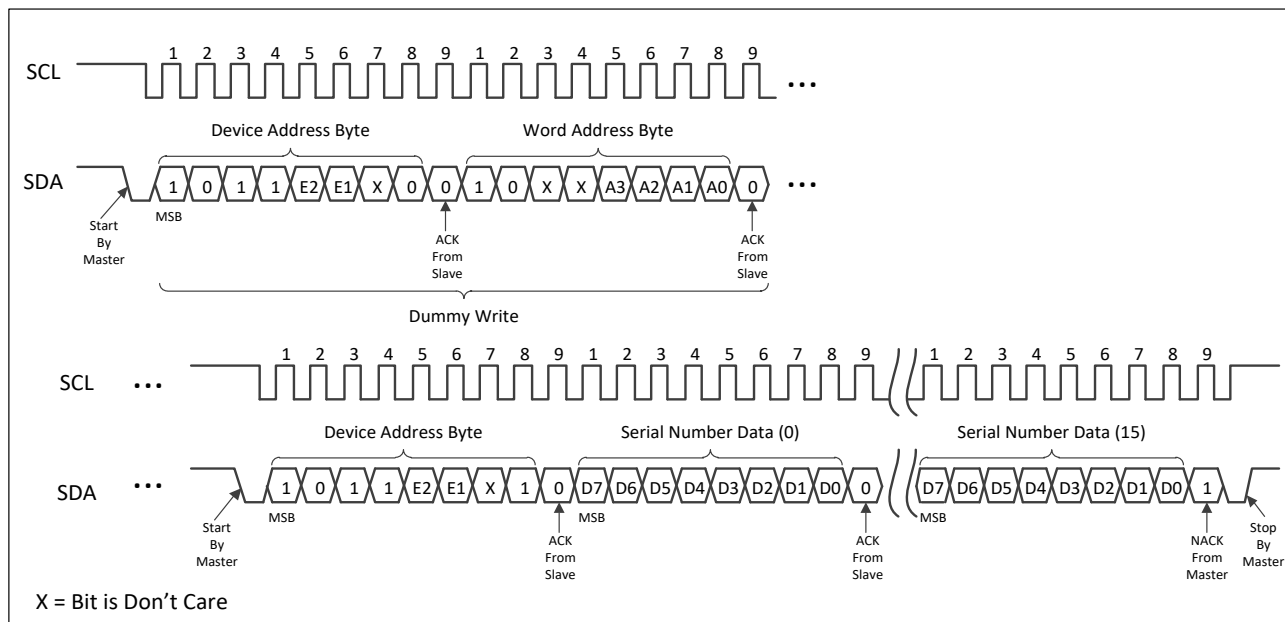 1 2 3 4 5 6 7 8 9 1 2 3 4 5 6 7 8 9
SCL ...
Device Address Byte Word Address Byte
SDA 1 0 1 1 E2 E1 X 0 0 1 0 X X A3 A2 A1 A0 0 ...
MSB
Start
By
Master
ACK
From
Slave
ACK
From
Slave
Dummy Write
1 2 3 4 5 6 7 8 9 1 2 3 4 5 6 7 8 9 1 2 3 4 5 6 7 8 9
SCL ...
Device Address Byte Serial Number Data (0) Serial Number Data (15)
SDA ... 1 0 1 1 E2 E1 X 1 0 D7 D6 D5 D4 D3 D2 D1 D0 0 D7 D6 D5 D4 D3 D2 D1 D0 1
MSB MSB MSB
Start
By
Master
ACK
From
Slave
ACK
From
Slave
NACK
From
Master
Stop
By
Master
X = Bit is Don’t Care